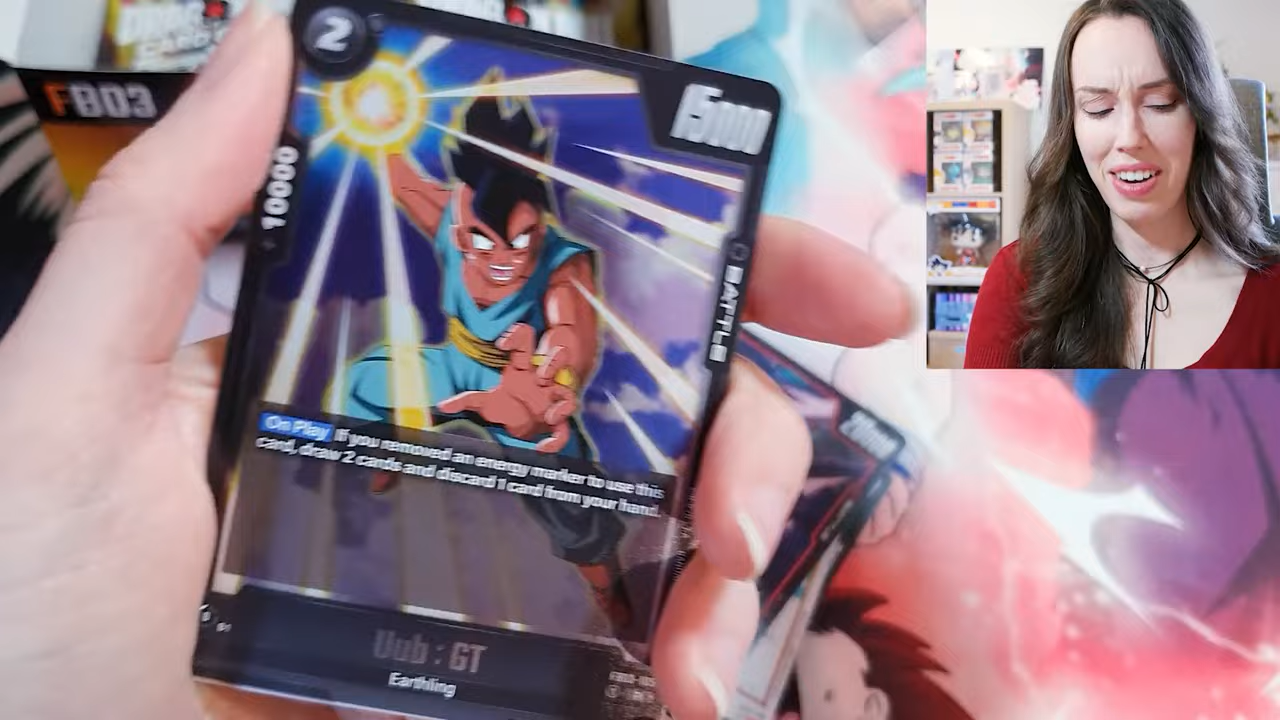 2
15000
FB03
10000
BATTLE
On Play If you removed an energy marker to use this
card, draw 2 cards and discard 1 card from your hand.
Uub : GT
Earthling